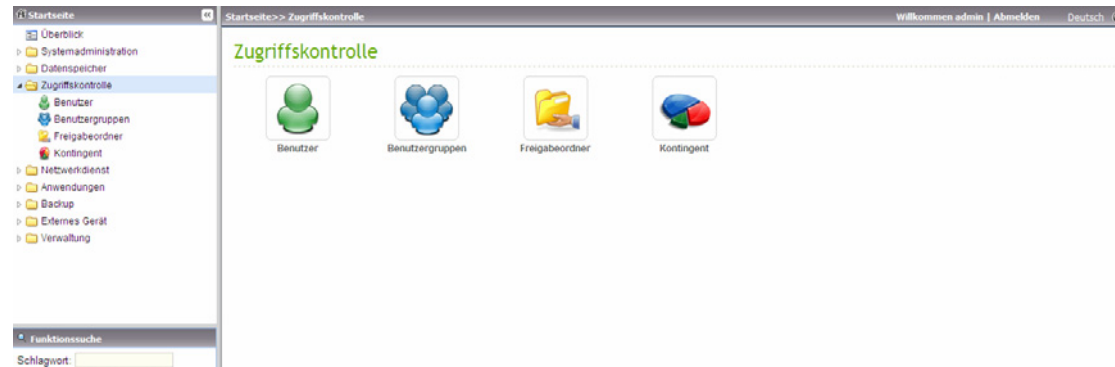 Startseite
Startseite>> Zugriffskontrolle
Willkommen admin | Abmelden
Deutsch
Überblick
Systemadministration
Datenspeicher
Zugriffskontrolle
Benutzer
Benutzergruppen
Freigabeordner
Kontingent
Netzwerkdienst
Anwendungen
Backup
Externes Gerät
Verwaltung
Zugriffskontrolle
Benutzer
Benutzergruppen
Freigabeordner
Kontingent
Funktionssuche
Schlagwort: